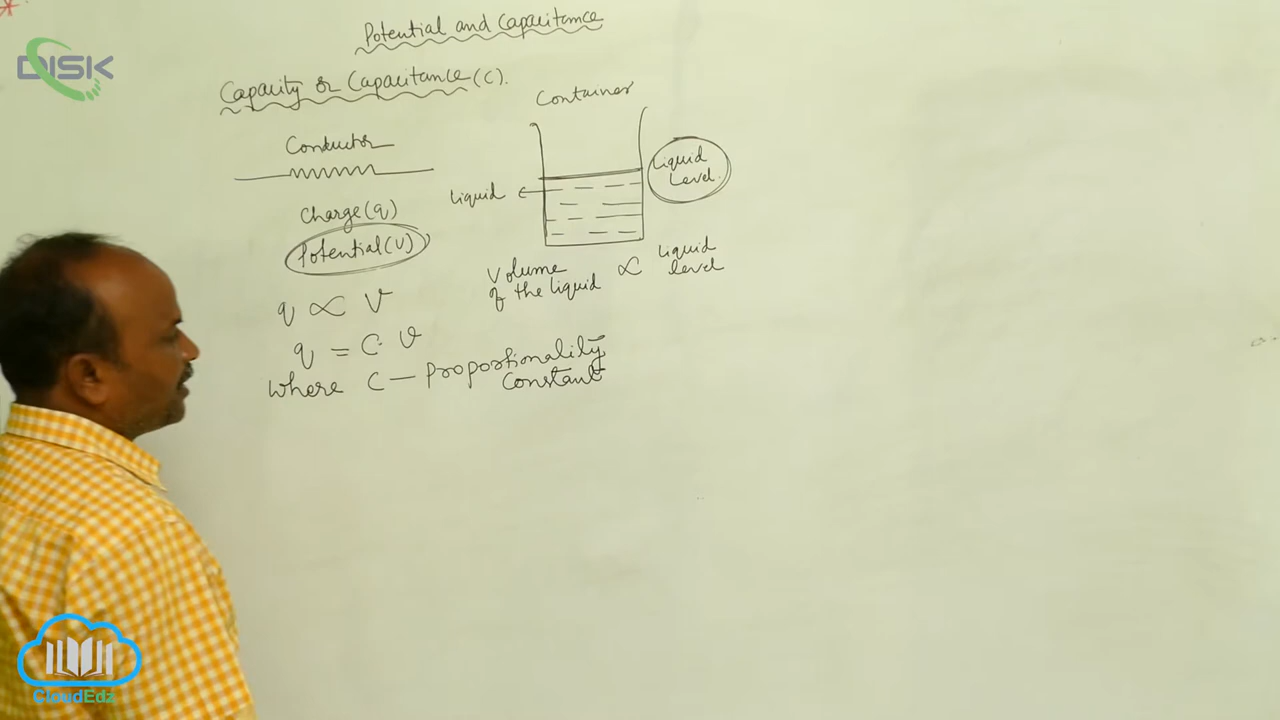 Potential and Capacitance
DISK
Capacity or Capacitance (C).
Container
Conductor
Liquid
Level.
Liquid
Charge (q)
Potential (V)
Volume
of the liquid ∝ Liquid
level
q ∝ V
q = C V
Where C — Proportionality
Constant
CloudEdz